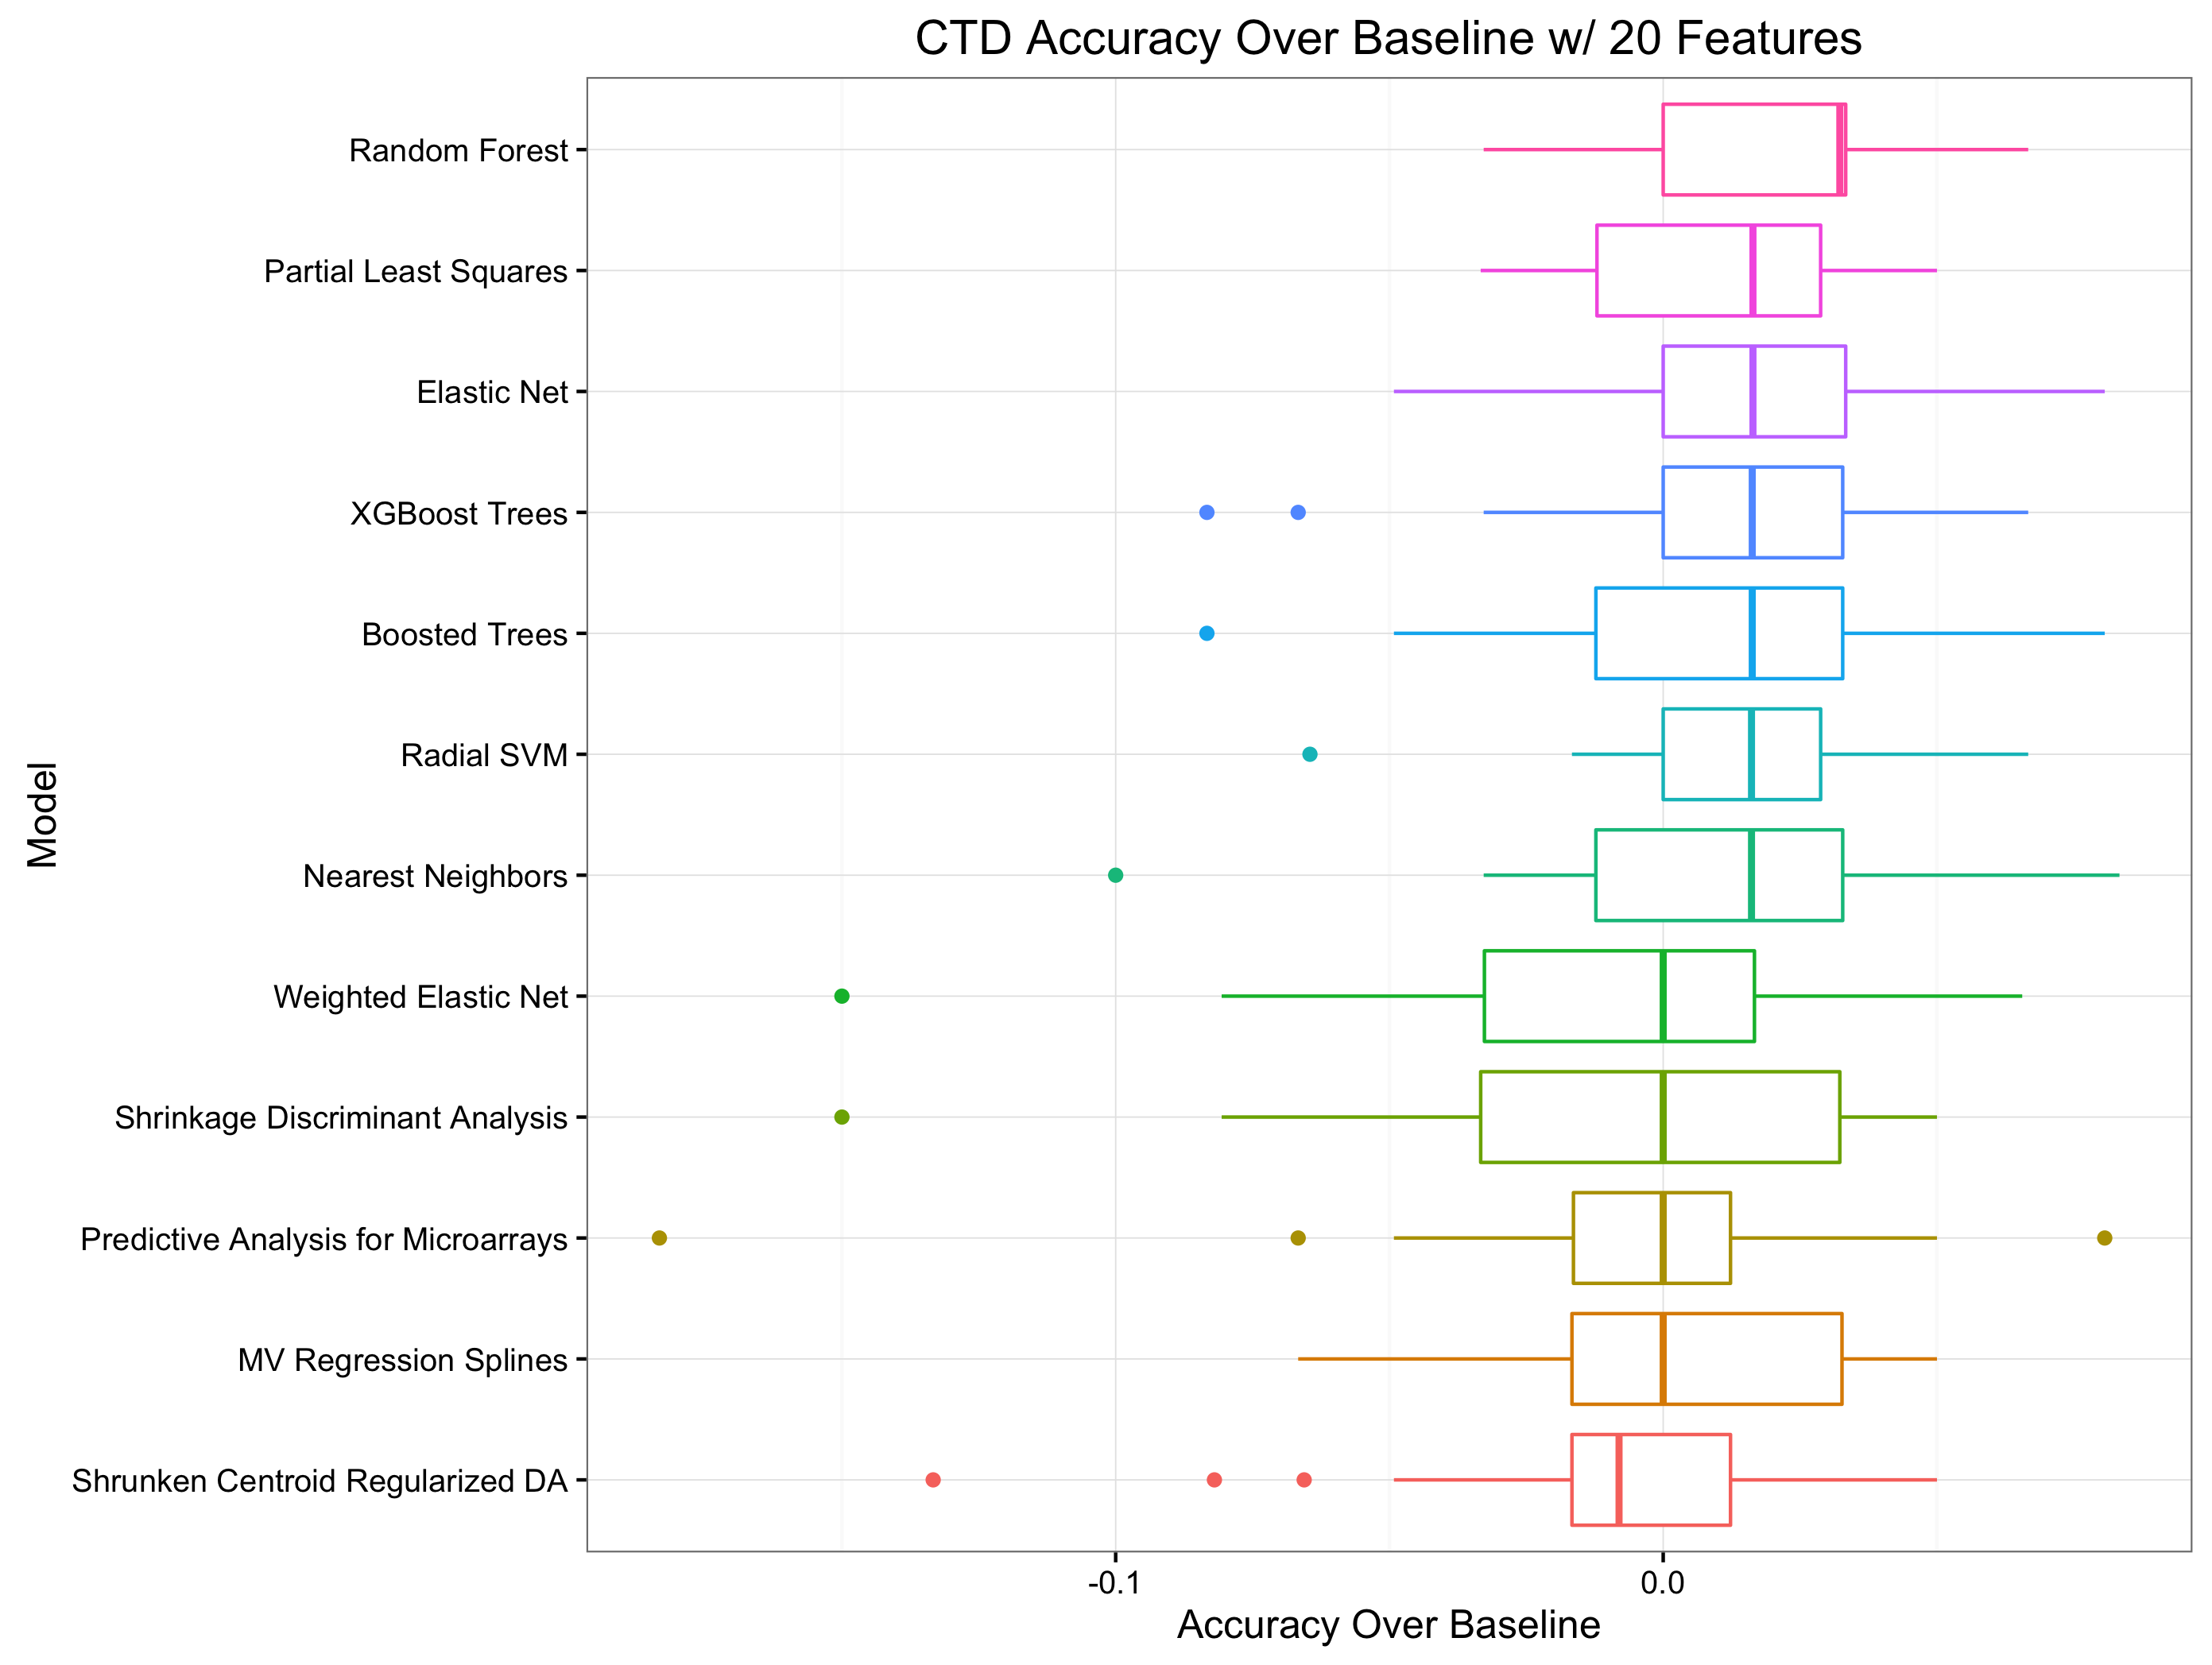 CTD Accuracy Over Baseline w/ 20 Features
Model
Random Forest
Partial Least Squares
Elastic Net
XGBoost Trees
Boosted Trees
Radial SVM
Nearest Neighbors
Weighted Elastic Net
Shrinkage Discriminant Analysis
Predictive Analysis for Microarrays
MV Regression Splines
Shrunken Centroid Regularized DA
-0.1 0.0
Accuracy Over Baseline